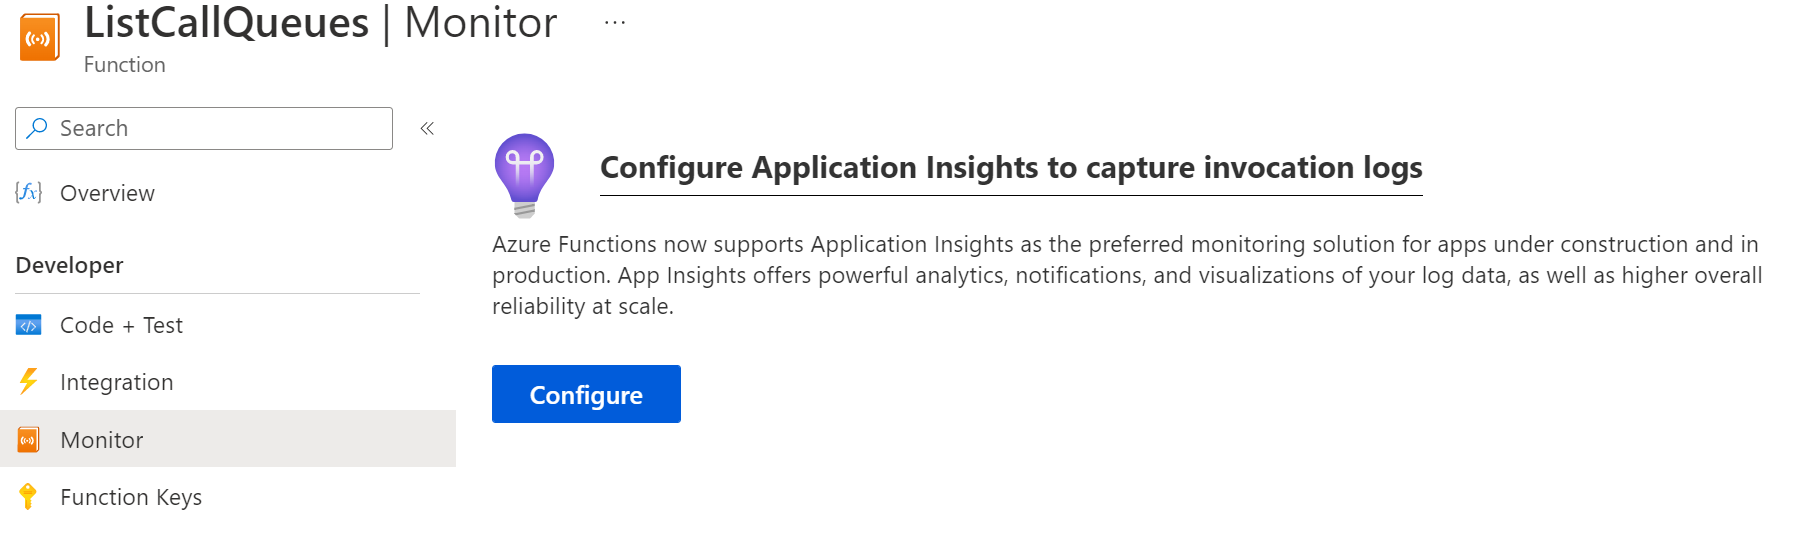 ListCallQueues | Monitor ...
Function
Search
«
{fx} Overview
Configure Application Insights to capture invocation logs
Azure Functions now supports Application Insights as the preferred monitoring solution for apps under construction and in
production. App Insights offers powerful analytics, notifications, and visualizations of your log data, as well as higher overall
reliability at scale.
Configure
Developer
Code + Test
Integration
Monitor
Function Keys